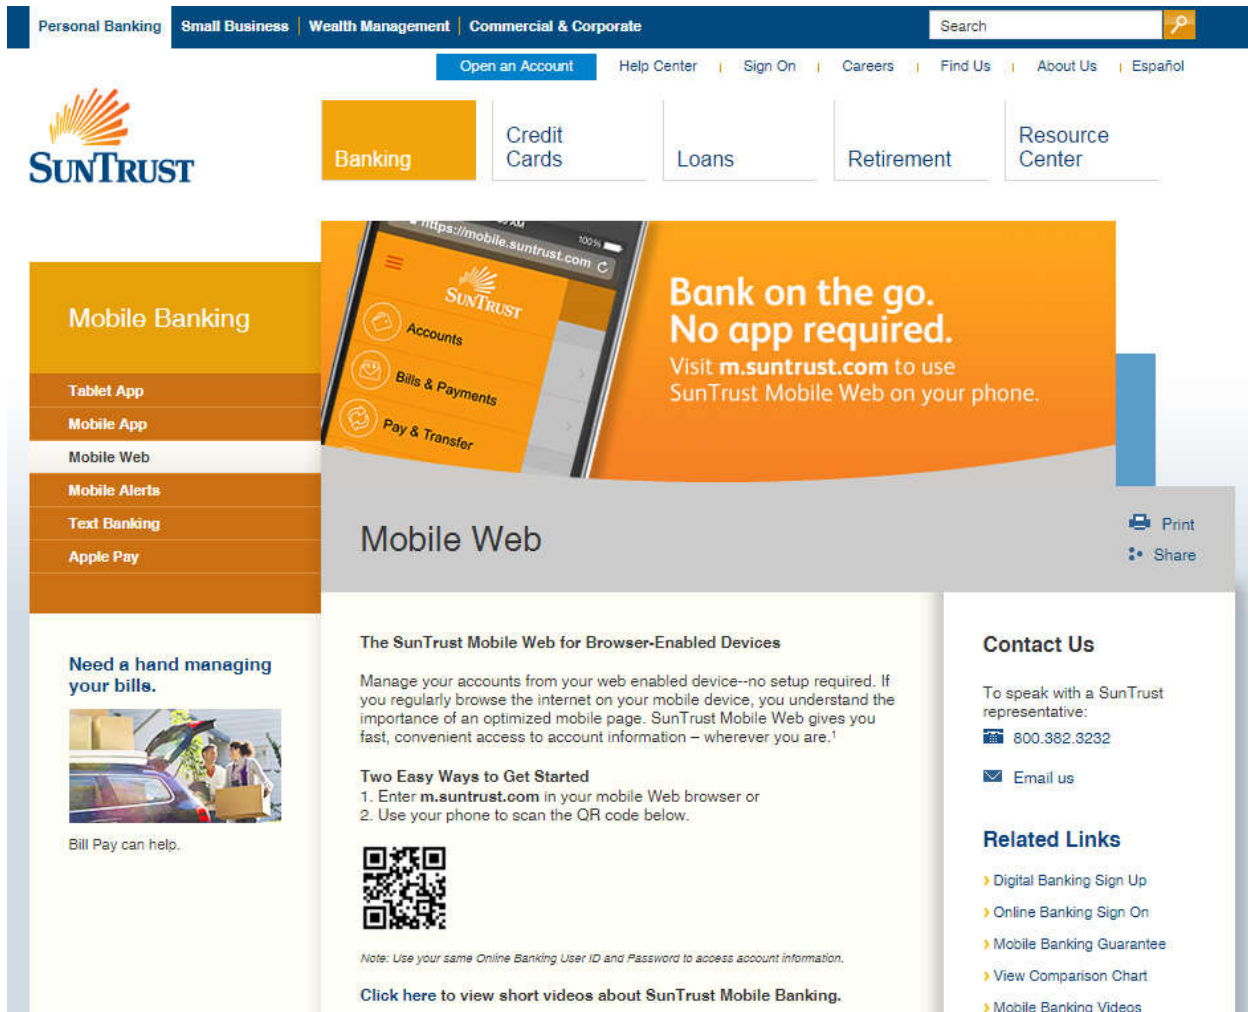 Personal Banking Small Business Wealth Management Commercial & Corporate Search
Open an Account Help Center Sign On Careers Find Us About Us Español
SUNTRUST
Banking
Credit
Cards
Loans
Retirement
Resource
Center
AM 100%
https://mobile.suntrust.com
SUNTRUST
Accounts
Bills & Payments
Pay & Transfer
Bank on the go.
No app required.
Visit m.suntrust.com to use
SunTrust Mobile Web on your phone.
Mobile Banking
Tablet App
Mobile App
Mobile Web
Mobile Alerts
Text Banking
Apple Pay
Need a hand managing
your bills.
Bill Pay can help.
Mobile Web
Print
Share
The SunTrust Mobile Web for Browser-Enabled Devices
Manage your accounts from your web enabled device--no setup required. If
you regularly browse the internet on your mobile device, you understand the
importance of an optimized mobile page. SunTrust Mobile Web gives you
fast, convenient access to account information – wherever you are.¹
Two Easy Ways to Get Started
1. Enter m.suntrust.com in your mobile Web browser or
2. Use your phone to scan the QR code below.
Note: Use your same Online Banking User ID and Password to access account information.
Click here to view short videos about SunTrust Mobile Banking.
Contact Us
To speak with a SunTrust
representative:
800.382.3232
Email us
Related Links
› Digital Banking Sign Up
› Online Banking Sign On
› Mobile Banking Guarantee
› View Comparison Chart
› Mobile Banking Videos